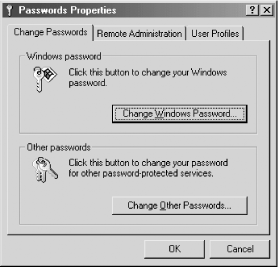 Passwords Properties
Change Passwords Remote Administration User Profiles
Windows password
Click this button to change your Windows
password.
Change Windows Password...
Other passwords
Click this button to change your password
for other password-protected services.
Change Other Passwords...
OK Cancel